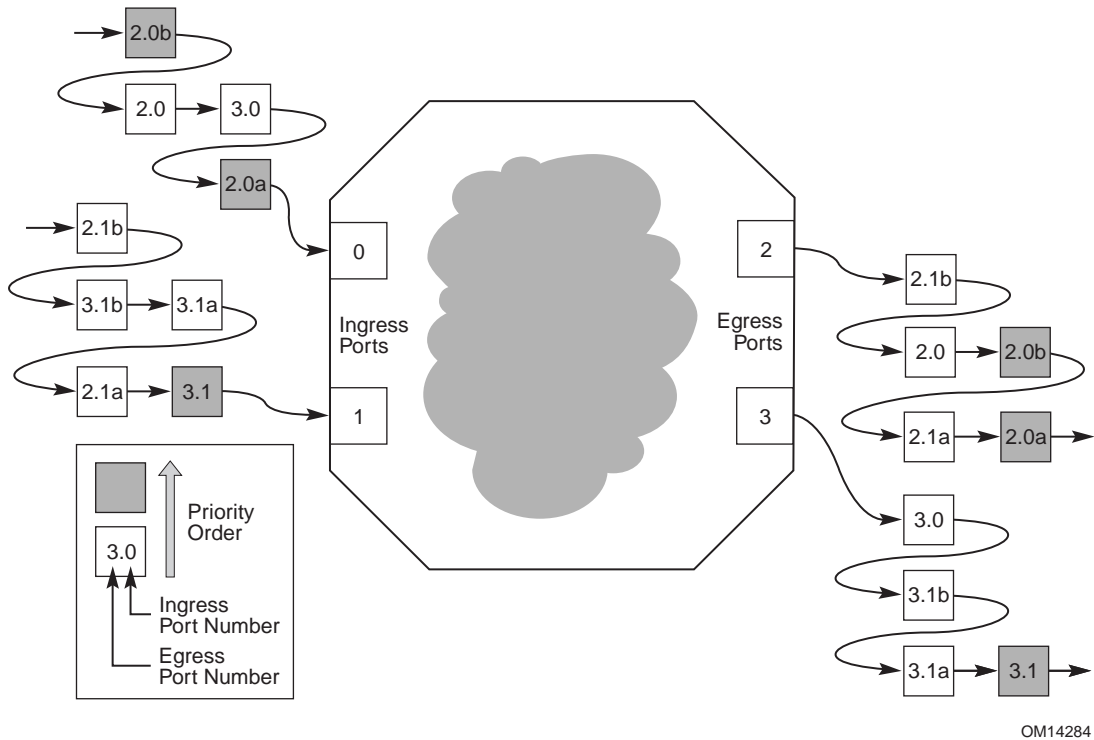 2.0b
2.0
3.0
2.0a
2.1b
3.1b
3.1a
2.1a
3.1
0
Ingress
Ports
1
2
Egress
Ports
3
2.1b
2.0
2.0b
2.1a
2.0a
3.0
3.1b
3.1a
3.1
Priority
Order
3.0
Ingress
Port Number
Egress
Port Number
OM14284